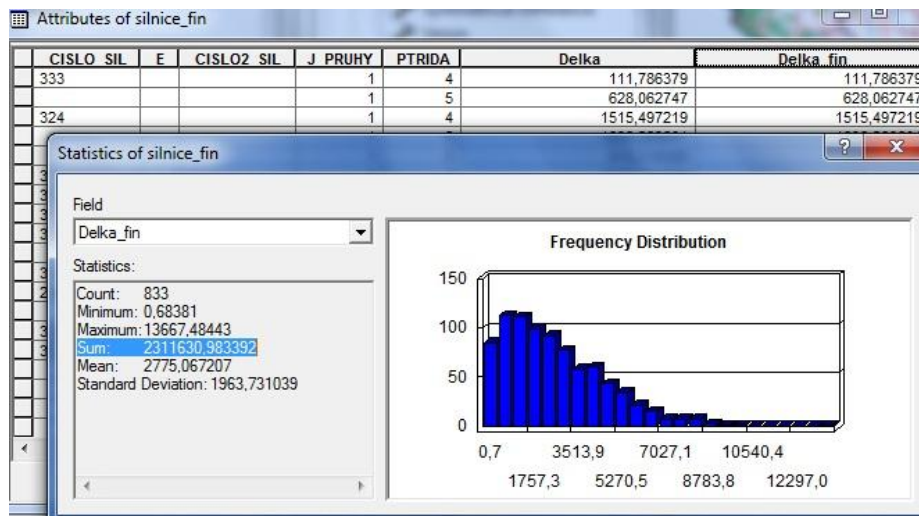 Attributes of silnice_fin
CISLO_SIL E CISLO2_SIL J_PRUHY PTRIDA Delka Delka_fin
333 1 4 111,786379 111,786379
1 5 628,062747 628,062747
324 1 4 1515,497219 1515,497219
Statistics of silnice_fin
Field
Delka_fin
Statistics:
Count: 833
Minimum: 0,68381
Maximum: 13667,48443
Sum: 2311630,983392
Mean: 2775,067207
Standard Deviation: 1963,731039
Frequency Distribution
150
100
50
0
0,7 3513,9 7027,1 10540,4
1757,3 5270,5 8783,8 12297,0